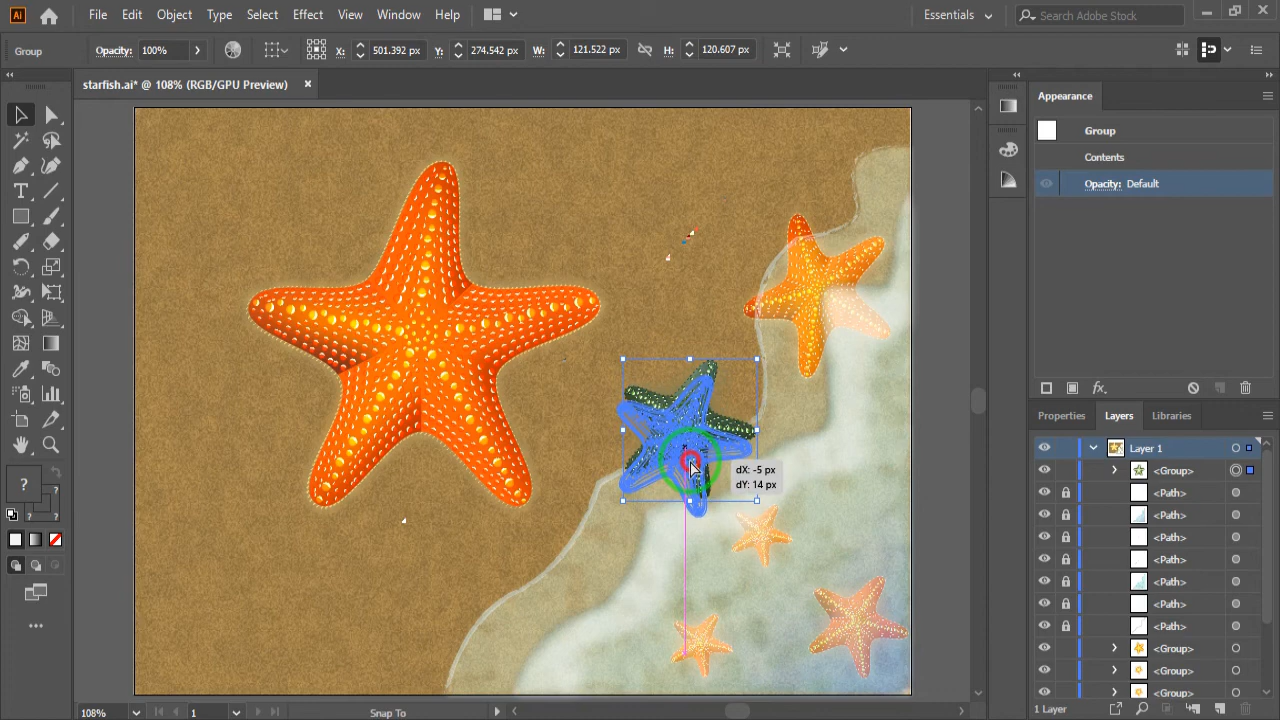 Ai File Edit Object Type Select Effect View Window Help Essentials Search Adobe Stock
Group Opacity: 100% X: 501.392 px Y: 274.542 px W: 121.522 px H: 120.607 px
starfish.ai* @ 108% (RGB/GPU Preview) ×
dX: -5 px
dY: 14 px
Appearance
Group
Contents
Opacity: Default
fx
Properties Layers Libraries
Layer 1
<Group>
<Path>
<Path>
<Path>
<Path>
<Path>
<Path>
<Path>
<Group>
<Group>
<Group>
1 Layer
? ? ? ?
108% 1 Snap To